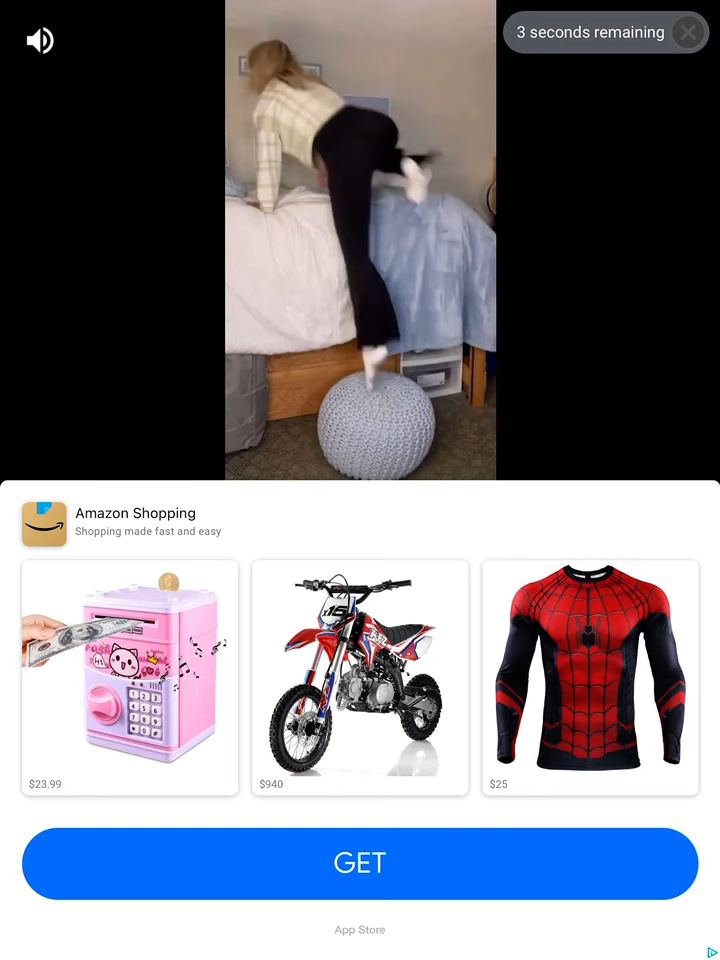 3 seconds remaining
Amazon Shopping
Shopping made fast and easy
$23.99
$940
$25
GET
App Store